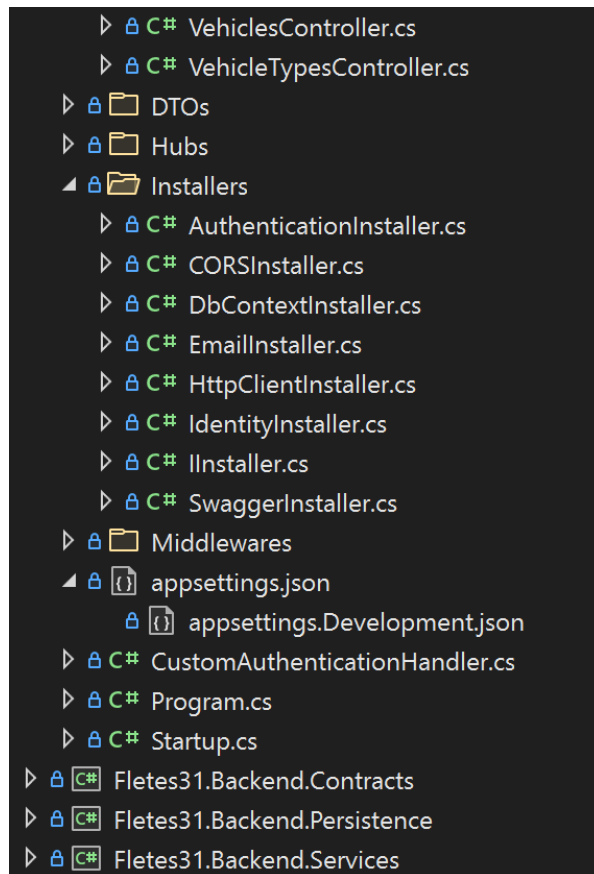 C# VehiclesController.cs
C# VehicleTypesController.cs
DTOs
Hubs
Installers
C# AuthenticationInstaller.cs
C# CORSInstaller.cs
C# DbContextInstaller.cs
C# EmailInstaller.cs
C# HttpClientInstaller.cs
C# IdentityInstaller.cs
C# IInstaller.cs
C# SwaggerInstaller.cs
Middlewares
{} appsettings.json
{} appsettings.Development.json
C# CustomAuthenticationHandler.cs
C# Program.cs
C# Startup.cs
C# Fletes31.Backend.Contracts
C# Fletes31.Backend.Persistence
C# Fletes31.Backend.Services